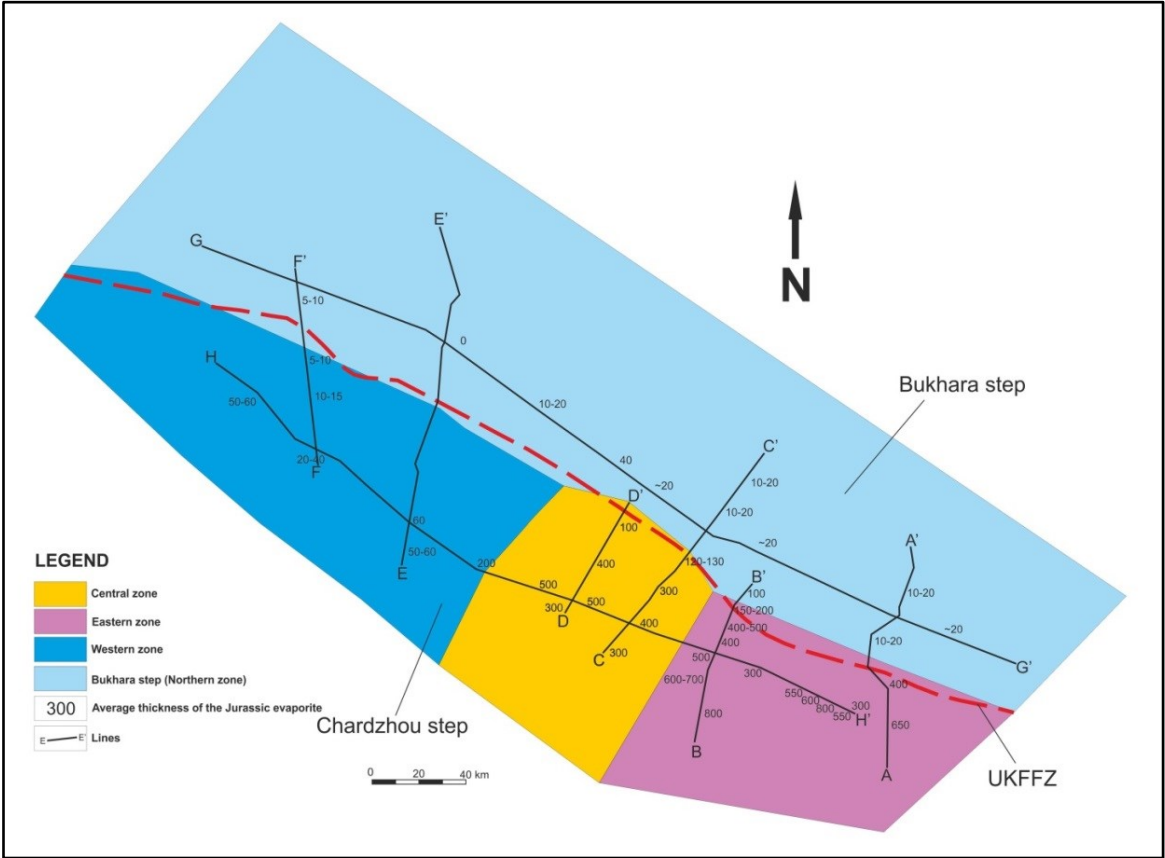 E'
G
F'
5-10
N
0
H
5-10
50-60
10-15
Bukhara step
10-20
C'
20-40
F
40
10-20
~20
D'
60
100
10-20
~20
A'
50-60
E
200
400
120-130
B'
10-20
500
300
100
300
500
150-200
D
400-500
10-20
~20
400
400
C
300
500
G'
600-700
300
400
550
600
800
300
550
H'
800
650
B
A
UKFFZ
Chardzhou step
LEGEND
Central zone
Eastern zone
Western zone
Bukhara step (Northern zone)
300 Average thickness of the Jurassic evaporite
E E' Lines
0 20 40 km